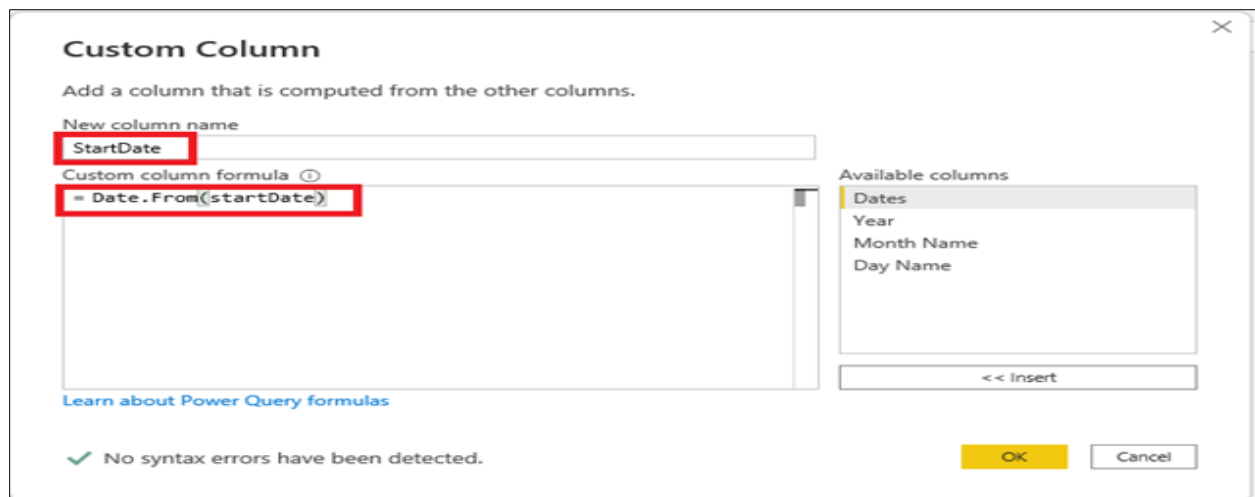 Custom Column
Add a column that is computed from the other columns.
New column name
StartDate
Custom column formula
= Date.From(startDate)
Available columns
Dates
Year
Month Name
Day Name
<< Insert
Learn about Power Query formulas
No syntax errors have been detected.
OK
Cancel